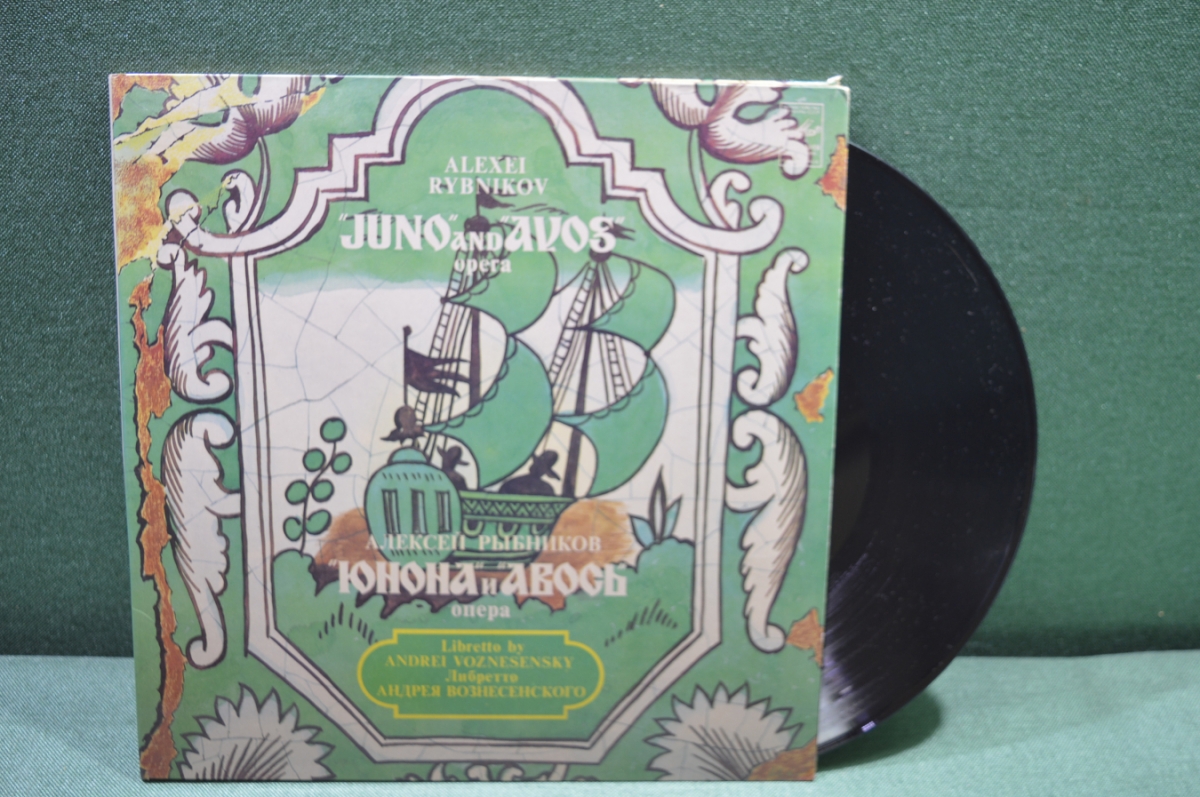 ALEXEI
RYBNIKOV
"JUNO" AND "AVOS"
opera
АЛЕКСЕЙ РЫБНИКОВ
"ЮНОНА" И "АВОСЬ"
опера
Libretto by
ANDREI VOZNESENSKY
Либретто
АНДРЕЯ ВОЗНЕСЕНСКОГО